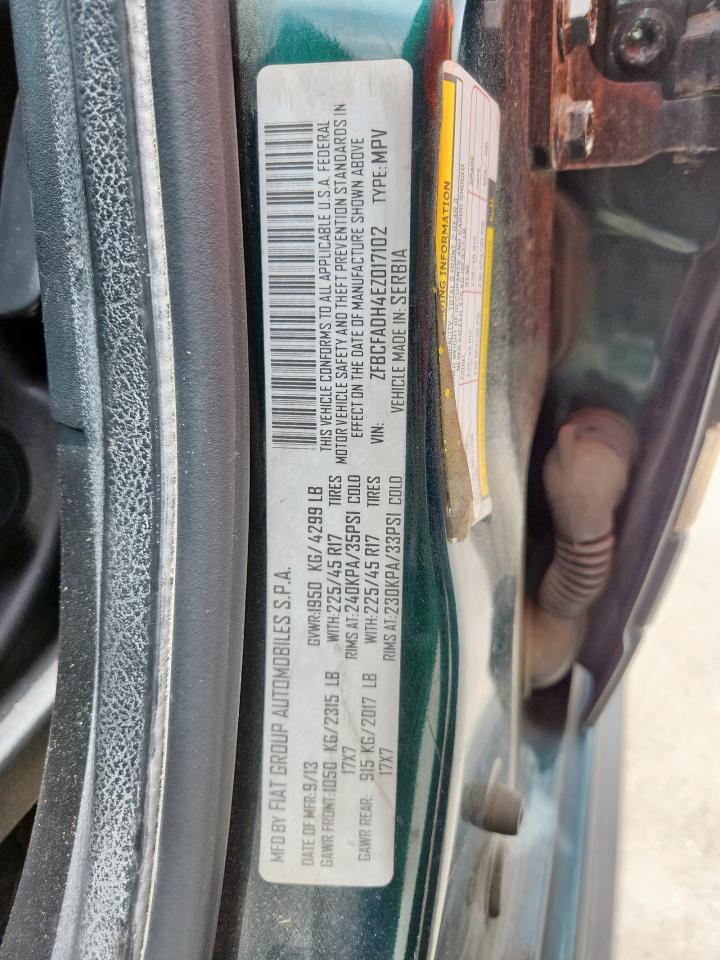 MFD BY FIAT GROUP AUTOMOBILES S.P.A.
DATE OF MFR: 9/13
GVWR: 1950 KG/ 4299 LB
GAWR FRONT: 1050 KG/2315 LB WITH: 225/45 R17 TIRES
17X7 RIMS AT: 240KPA/35PSI COLD
GAWR REAR: 915 KG/2017 LB WITH: 225/45 R17 TIRES
17X7 RIMS AT: 230KPA/33PSI COLD
THIS VEHICLE CONFORMS TO ALL APPLICABLE U.S.A. FEDERAL
MOTOR VEHICLE SAFETY AND THEFT PREVENTION STANDARDS IN
EFFECT ON THE DATE OF MANUFACTURE SHOWN ABOVE
VIN: ZFBCFADH4EZ017102 TYPE: MPV
VEHICLE MADE IN: SERBIA
DING INFORMATION